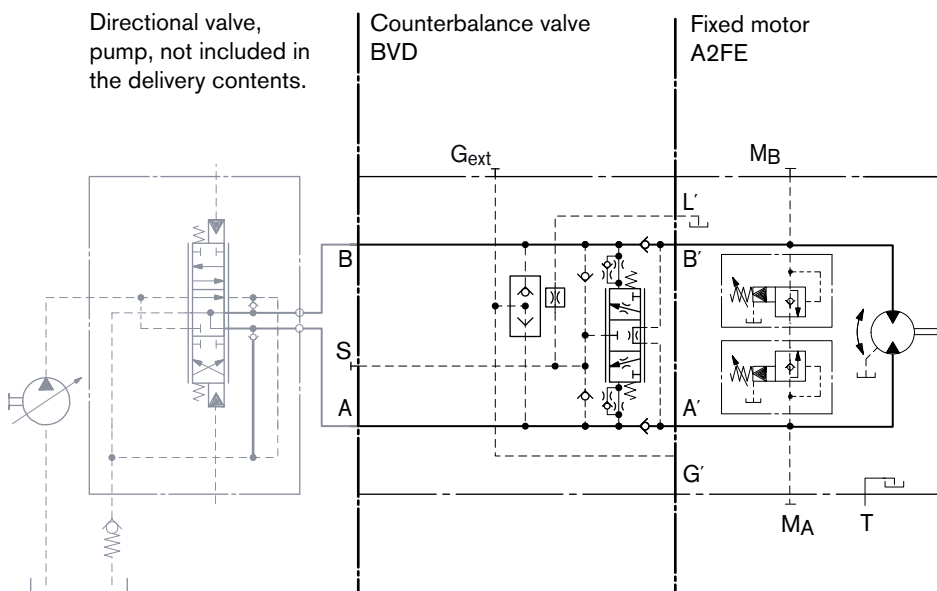 Directional valve,
pump, not included in
the delivery contents.
Counterbalance valve
BVD
Fixed motor
A2FE
Gext
MB
L′
B
B′
S
A
A′
G′
MA
T